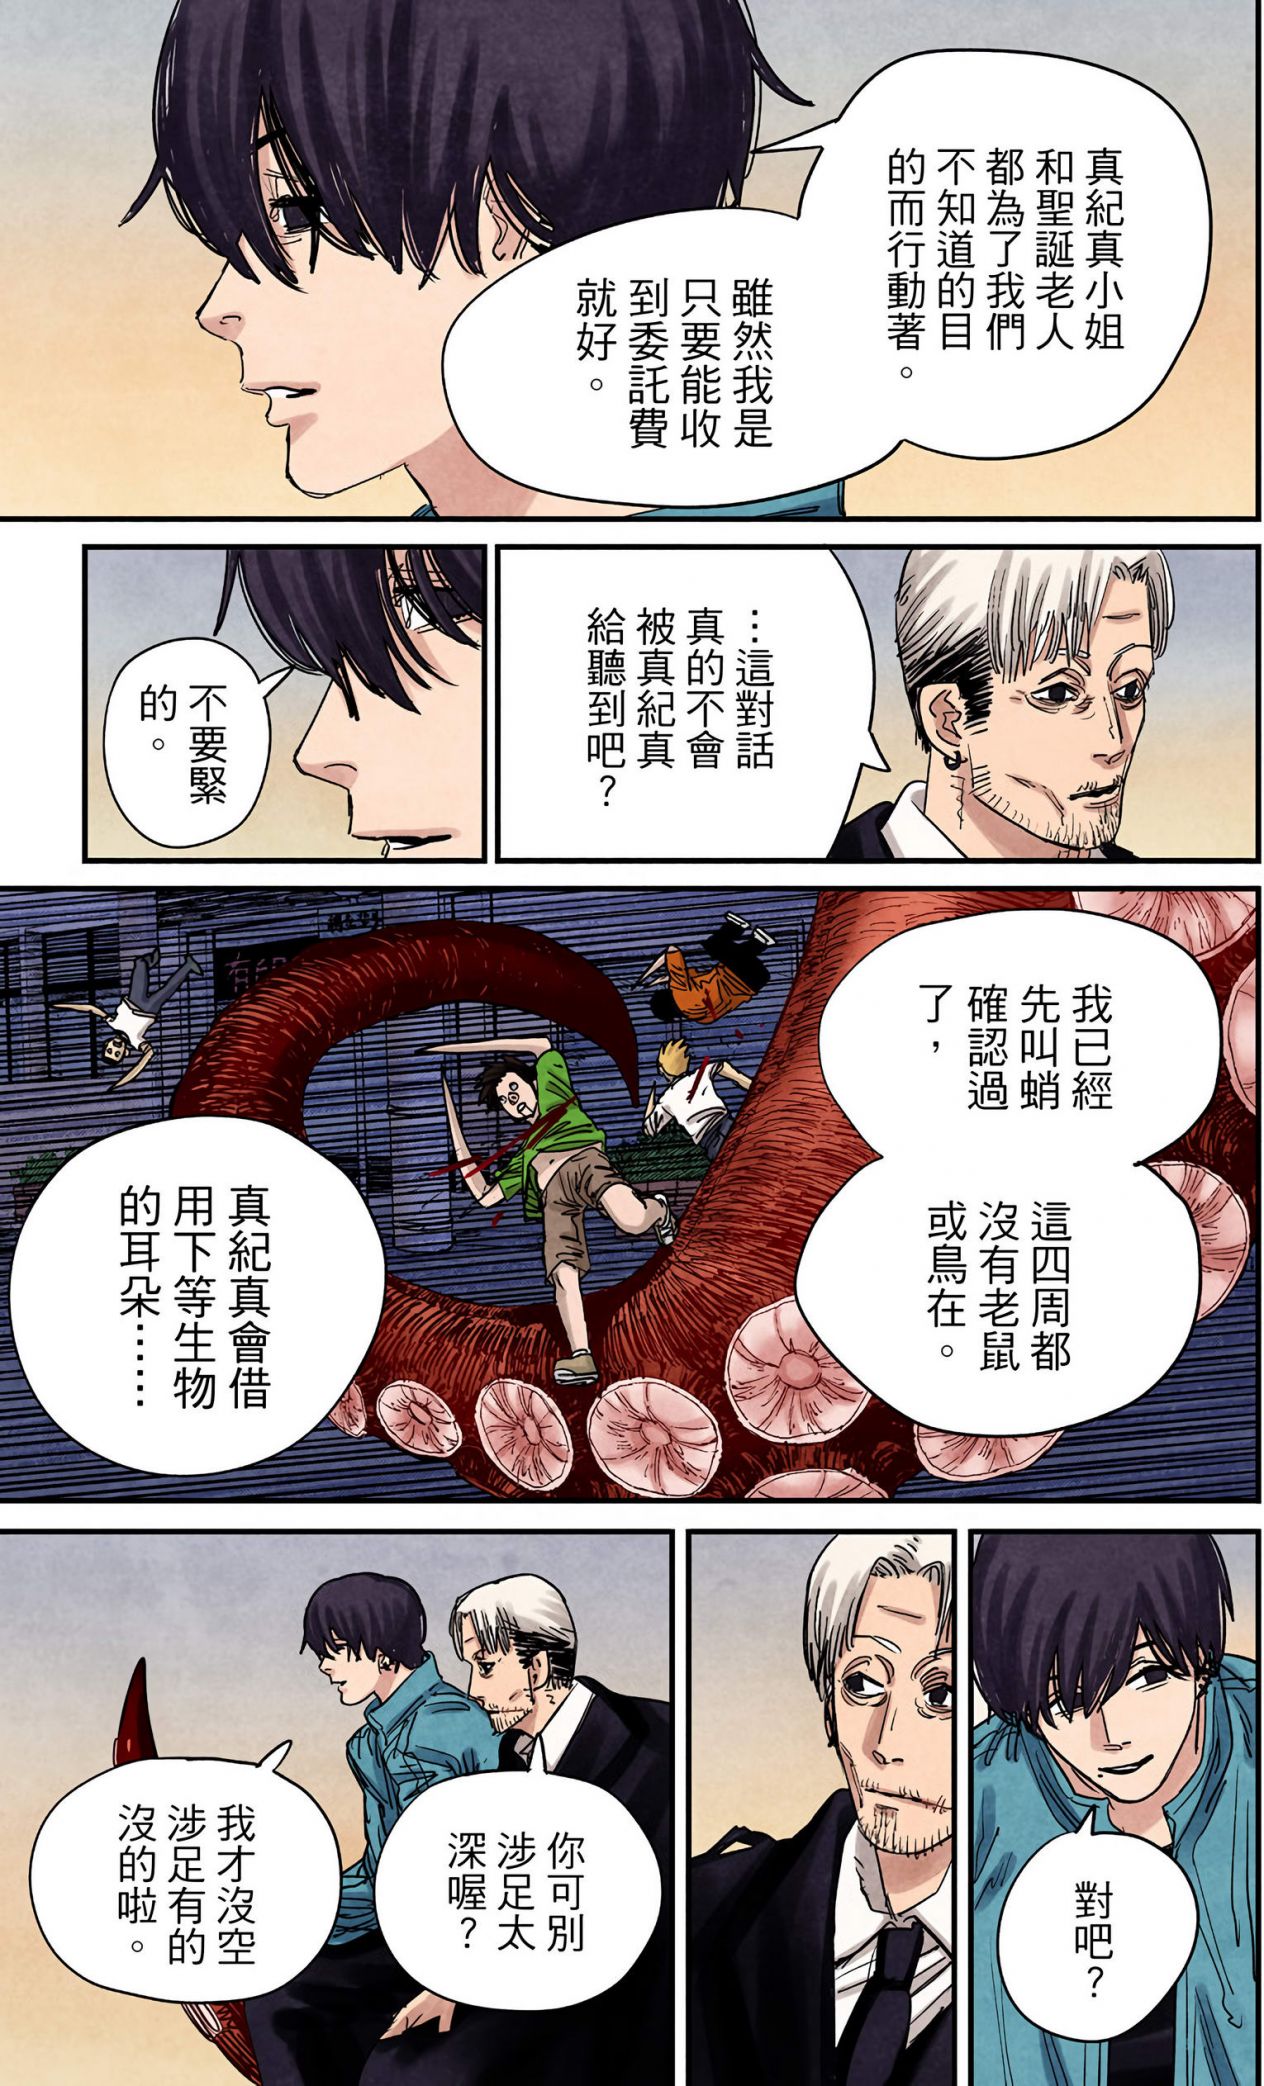 真紀真小姐
和聖誕老人
都為了我們
不知道的目
的而行動著。
雖然我是
只要能收
到委託費
就好。
…這對話
真的不會
被真紀真
給聽到吧？
不要緊
的。
我已經
先叫蛸
確認過
了，
這四周都
沒有老鼠
或鳥在。
真紀真會借
用下等生物
的耳朵……
對吧？
你可別
涉足太
深喔？
我才沒空
涉足有的
沒的啦。